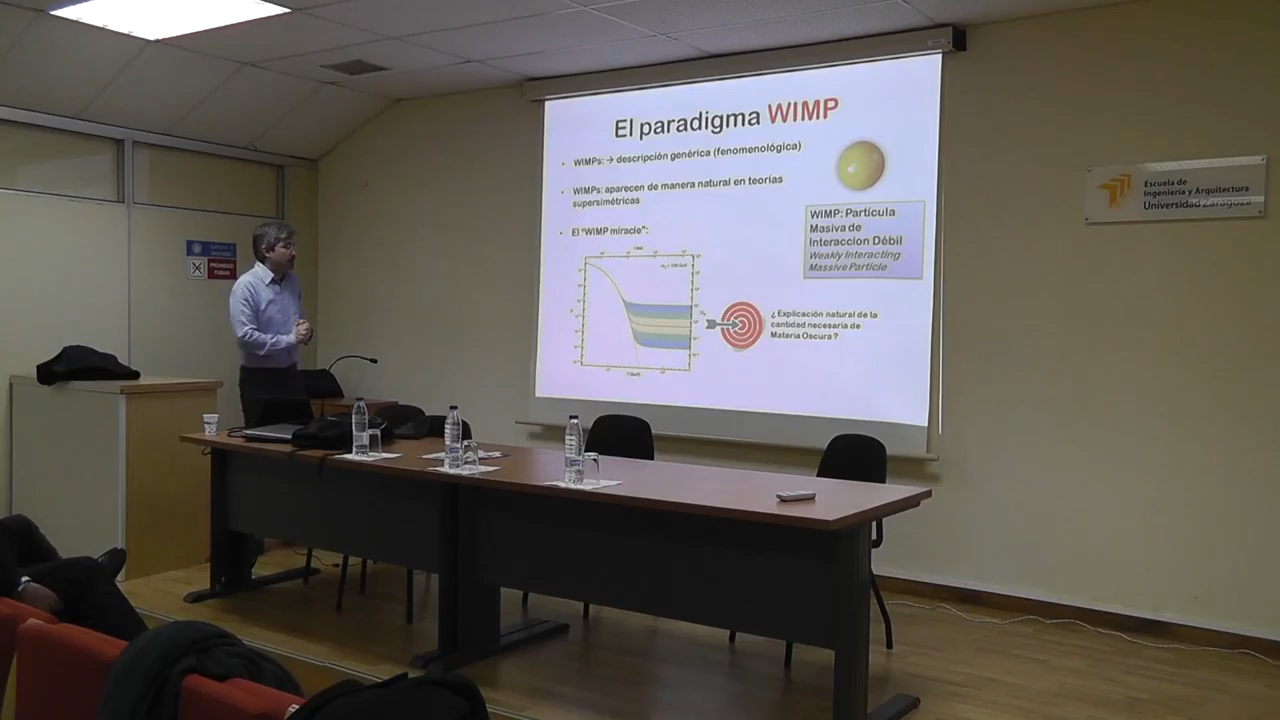 El paradigma WIMP
• WIMPs: → descripción genérica (fenomenológica)
• WIMPs: aparecen de manera natural en teorías
supersimétricas
• El "WIMP miracle":
WIMP: Partícula
Masiva de
Interaccion Débil
Weakly Interacting
Massive Particle
¿Explicación natural de la
cantidad necesaria de
Materia Oscura?
Escuela de
Ingeniería y Arquitectura
Universidad Zaragoza
PROHIBIDO
FUMAR